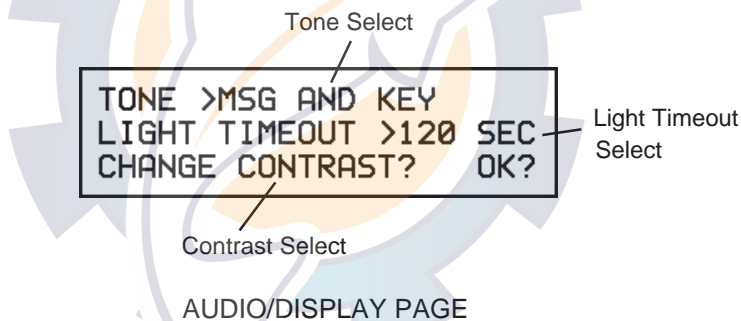 Tone Select
TONE >MSG AND KEY
LIGHT TIMEOUT >120 SEC
CHANGE CONTRAST? OK?
Light Timeout
Select
Contrast Select
AUDIO/DISPLAY PAGE